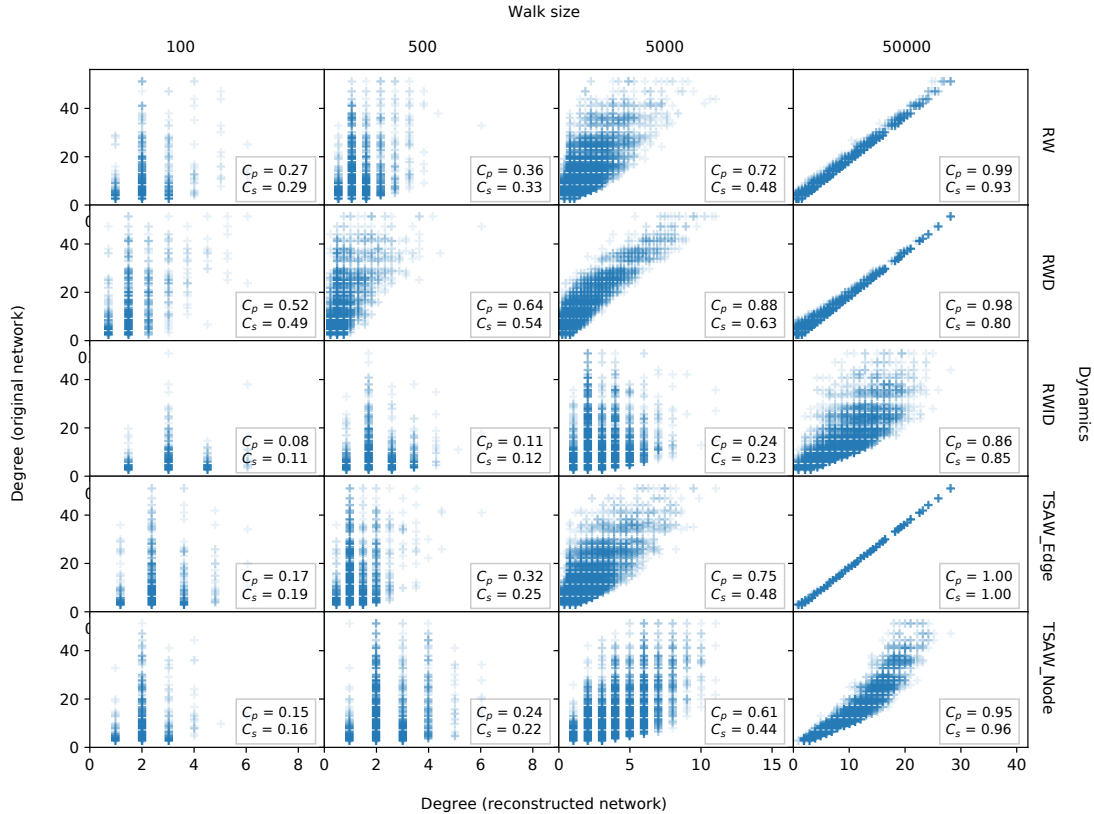 Walk size
100 500 5000 50000
40
20
0
C_p = 0.27
C_s = 0.29
C_p = 0.36
C_s = 0.33
C_p = 0.72
C_s = 0.48
C_p = 0.99
C_s = 0.93
RW
40
20
0
C_p = 0.52
C_s = 0.49
C_p = 0.64
C_s = 0.54
C_p = 0.88
C_s = 0.63
C_p = 0.98
C_s = 0.80
RWD
40
20
0
C_p = 0.08
C_s = 0.11
C_p = 0.11
C_s = 0.12
C_p = 0.24
C_s = 0.23
C_p = 0.86
C_s = 0.85
RWID
40
20
0
C_p = 0.17
C_s = 0.19
C_p = 0.32
C_s = 0.25
C_p = 0.75
C_s = 0.48
C_p = 1.00
C_s = 1.00
TSAW_Edge
40
20
0
C_p = 0.15
C_s = 0.16
C_p = 0.24
C_s = 0.22
C_p = 0.61
C_s = 0.44
C_p = 0.95
C_s = 0.96
TSAW_Node
0 2 4 6 8 0 2 4 6 8 0 5 10 15 0 10 20 30 40
Degree (reconstructed network)
Degree (original network)
Dynamics